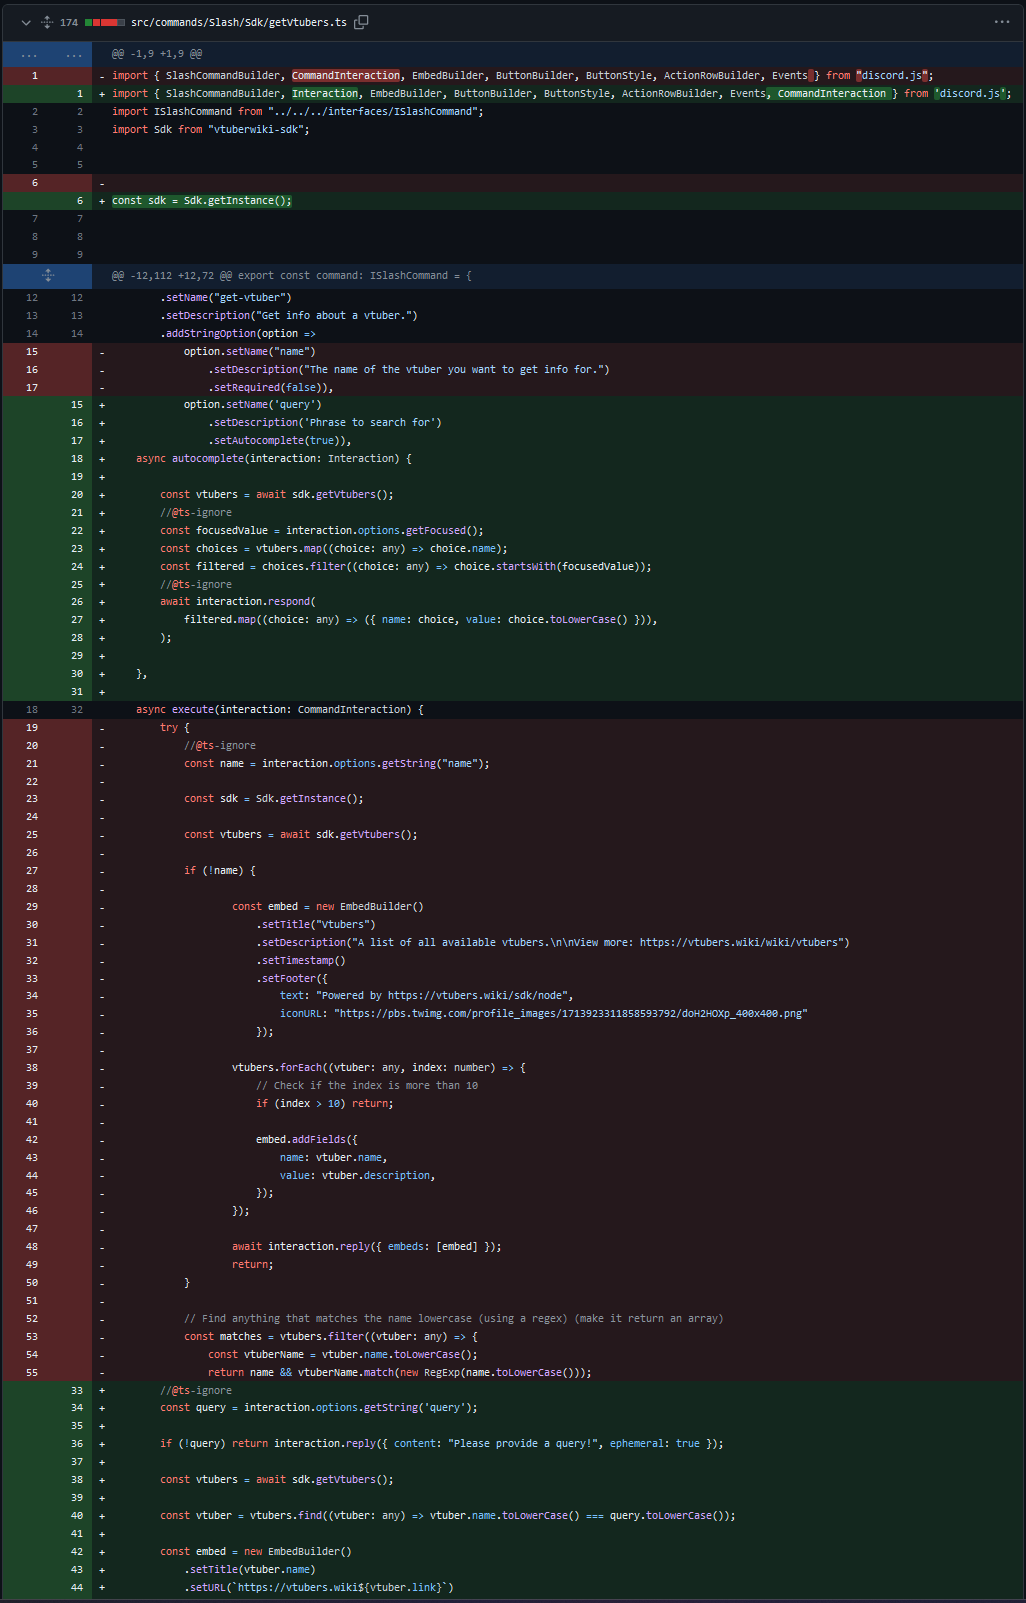 174 src/commands/Slash/Sdk/getVtubers.ts
... ... @@ -1,9 +1,9 @@
1 - import { SlashCommandBuilder, CommandInteraction, EmbedBuilder, ButtonBuilder, ButtonStyle, ActionRowBuilder, Events } from "discord.js";
1 + import { SlashCommandBuilder, Interaction, EmbedBuilder, ButtonBuilder, ButtonStyle, ActionRowBuilder, Events, CommandInteraction } from 'discord.js';
2 2 import ISlashCommand from "../../../interfaces/ISlashCommand";
3 3 import Sdk from "vtuberwiki-sdk";
4 4
5 5
6 -
6 + const sdk = Sdk.getInstance();
7 7
8 8
9 9
@@ -12,112 +12,72 @@ export const command: ISlashCommand = {
12 12 .setName("get-vtuber")
13 13 .setDescription("Get info about a vtuber.")
14 14 .addStringOption(option =>
15 - option.setName("name")
16 - .setDescription("The name of the vtuber you want to get info for.")
17 - .setRequired(false)),
15 + option.setName('query')
16 + .setDescription('Phrase to search for')
17 + .setAutocomplete(true)),
18 + async autocomplete(interaction: Interaction) {
19 +
20 + const vtubers = await sdk.getVtubers();
21 + //@ts-ignore
22 + const focusedValue = interaction.options.getFocused();
23 + const choices = vtubers.map((choice: any) => choice.name);
24 + const filtered = choices.filter((choice: any) => choice.startsWith(focusedValue));
25 + //@ts-ignore
26 + await interaction.respond(
27 + filtered.map((choice: any) => ({ name: choice, value: choice.toLowerCase() })),
28 + );
29 +
30 + },
31 +
18 32 async execute(interaction: CommandInteraction) {
19 - try {
20 - //@ts-ignore
21 - const name = interaction.options.getString("name");
22 -
23 - const sdk = Sdk.getInstance();
24 -
25 - const vtubers = await sdk.getVtubers();
26 -
27 - if (!name) {
28 -
29 - const embed = new EmbedBuilder()
30 - .setTitle("Vtubers")
31 - .setDescription("A list of all available vtubers.\n\nView more: https://vtubers.wiki/wiki/vtubers")
32 - .setTimestamp()
33 - .setFooter({
34 - text: "Powered by https://vtubers.wiki/sdk/node",
35 - iconURL: "https://pbs.twimg.com/profile_images/1713923311858593792/doH2HOXp_400x400.png"
36 - });
37 -
38 - vtubers.forEach((vtuber: any, index: number) => {
39 - // Check if the index is more than 10
40 - if (index > 10) return;
41 -
42 - embed.addFields({
43 - name: vtuber.name,
44 - value: vtuber.description,
45 - });
46 - });
47 -
48 - await interaction.reply({ embeds: [embed] });
49 - return;
50 - }
51 -
52 - // Find anything that matches the name lowercase (using a regex) (make it return an array)
53 - const matches = vtubers.filter((vtuber: any) => {
54 - const vtuberName = vtuber.name.toLowerCase();
55 - return name && vtuberName.match(new RegExp(name.toLowerCase()));
33 + //@ts-ignore
34 + const query = interaction.options.getString('query');
35 +
36 + if (!query) return interaction.reply({ content: "Please provide a query!", ephemeral: true });
37 +
38 + const vtubers = await sdk.getVtubers();
39 +
40 + const vtuber = vtubers.find((vtuber: any) => vtuber.name.toLowerCase() === query.toLowerCase());
41 +
42 + const embed = new EmbedBuilder()
43 + .setTitle(vtuber.name)
44 + .setURL(`https://vtubers.wiki${vtuber.link}`)